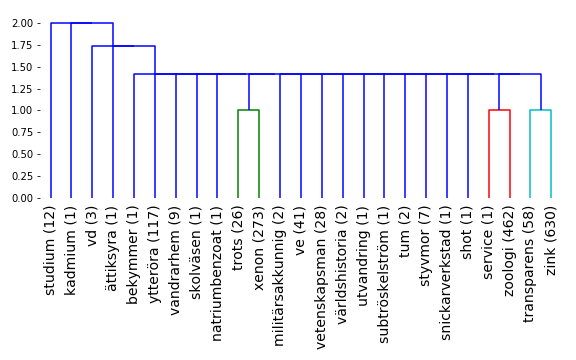 2.00
1.75
1.50
1.25
1.00
0.75
0.50
0.25
0.00
studium (12)
kadmium (1)
vd (3)
ättiksyra (1)
bekymmer (1)
ytteröra (117)
vandrarhem (9)
skolväsen (1)
natriumbenzoat (1)
trots (26)
xenon (273)
militärsakkunnig (2)
ve (41)
vetenskapsman (28)
världshistoria (2)
utvandring (1)
subtröskelström (1)
tum (2)
styvmor (7)
snickarverkstad (1)
shot (1)
service (1)
zoologi (462)
transparens (58)
zink (630)